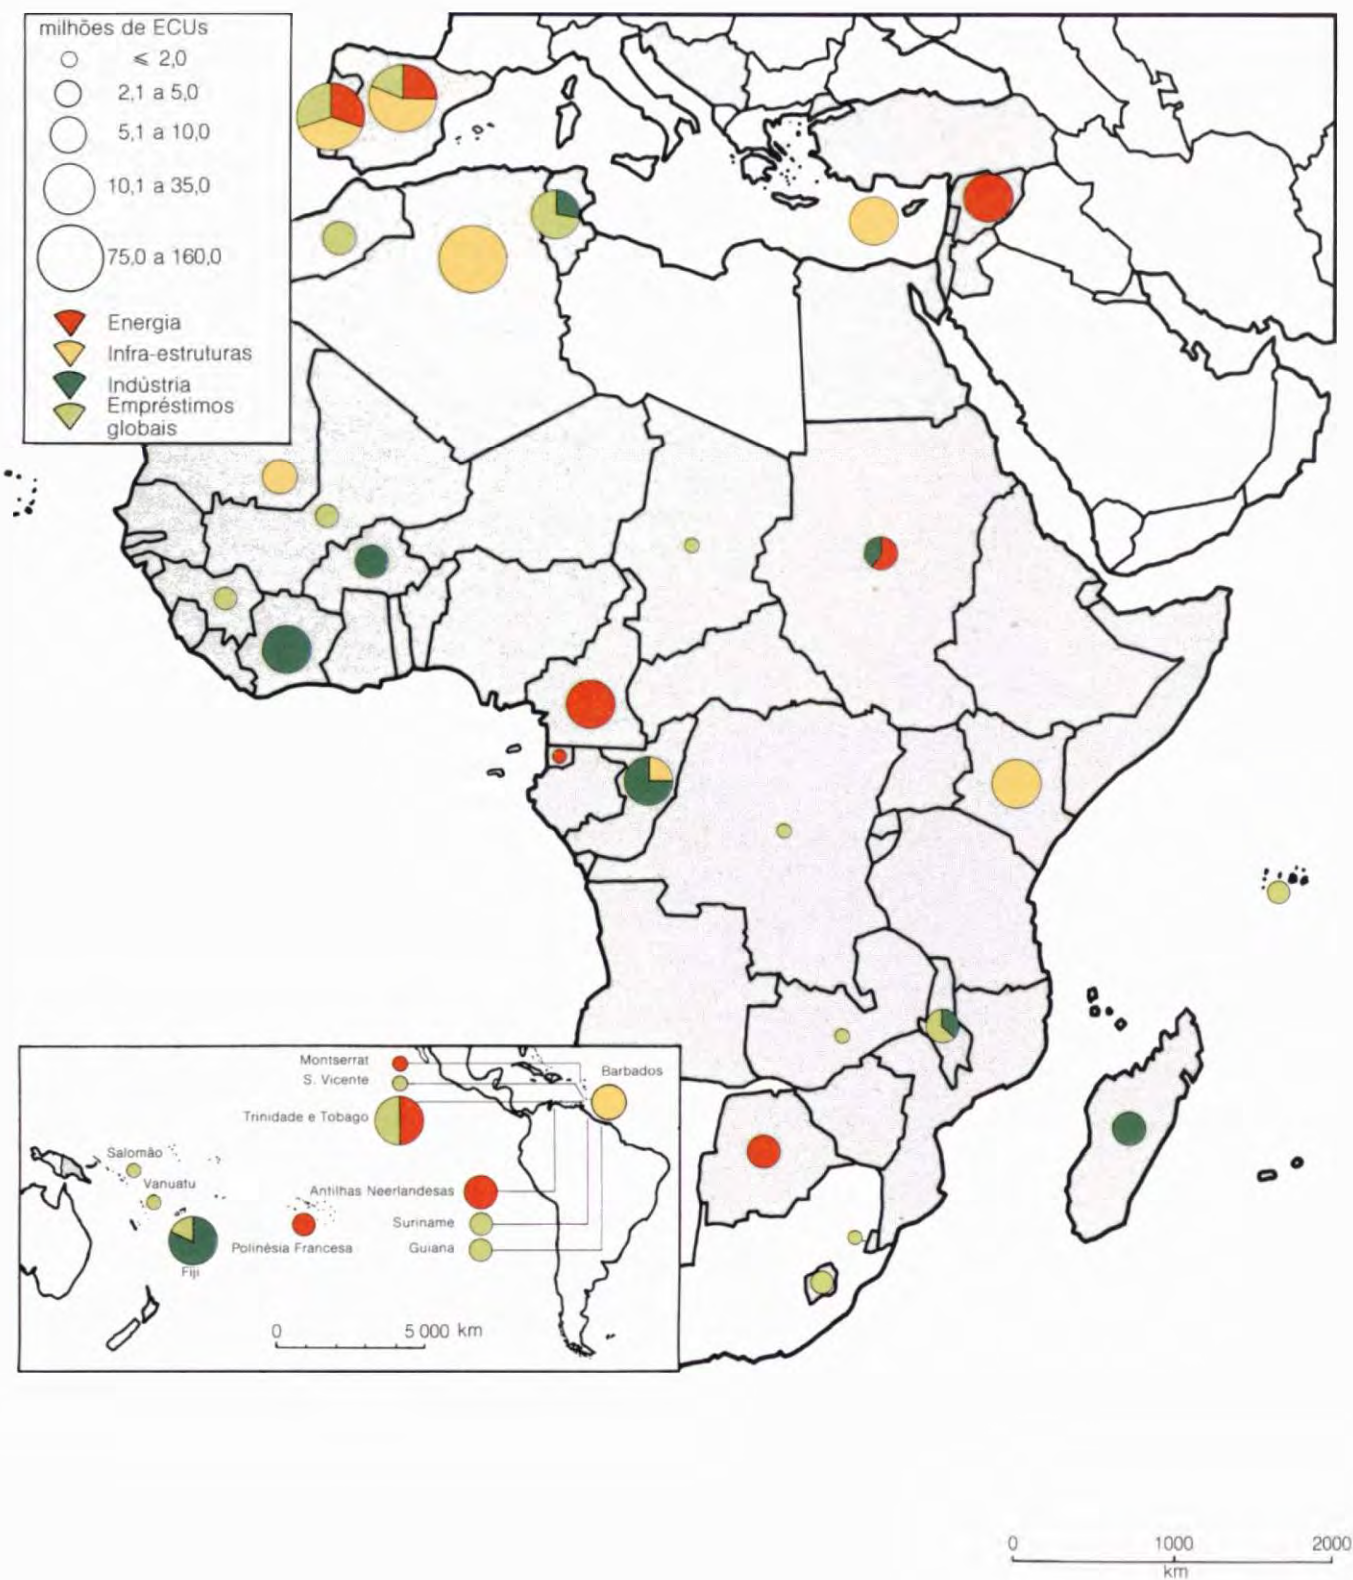 milhões de ECUs
⩽ 2,0
2,1 a 5,0
5,1 a 10,0
10,1 a 35,0
75,0 a 160,0
Energia
Infra-estruturas
Indústria
Empréstimos
globais
Montserrat
S. Vicente
Barbados
Trinidade e Tobago
Salomão
Vanuatu
Antilhas Neerlandesas
Suriname
Polinésia Francesa
Guiana
Fiji
0 5 000 km
0 1000 2000
km